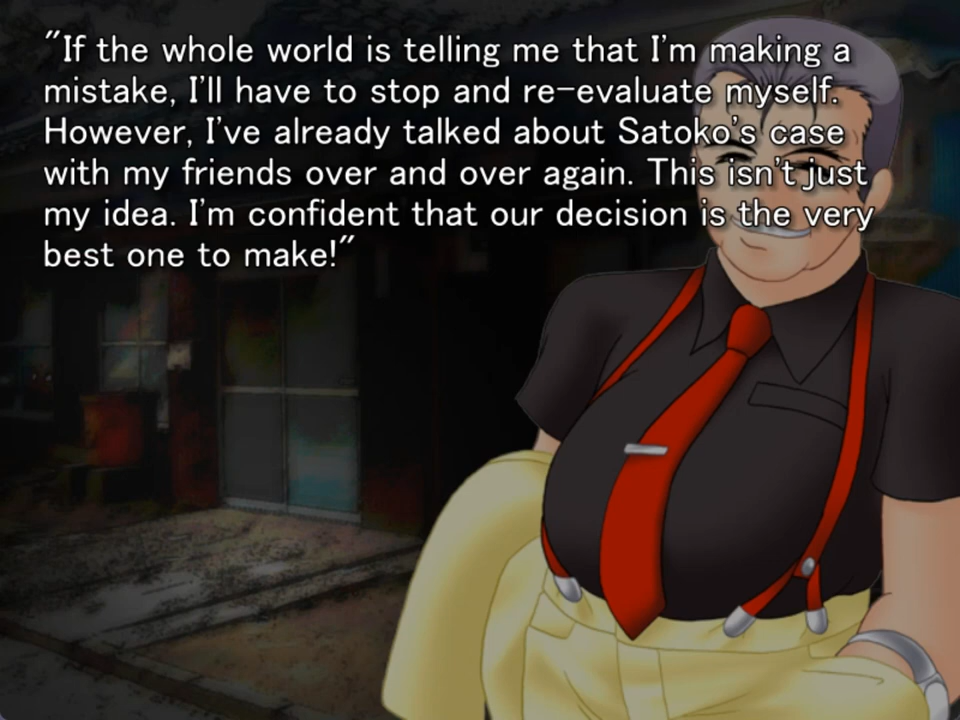 "If the whole world is telling me that I'm making a
mistake, I'll have to stop and re-evaluate myself.
However, I've already talked about Satoko's case
with my friends over and over again. This isn't just
my idea. I'm confident that our decision is the very
best one to make!"